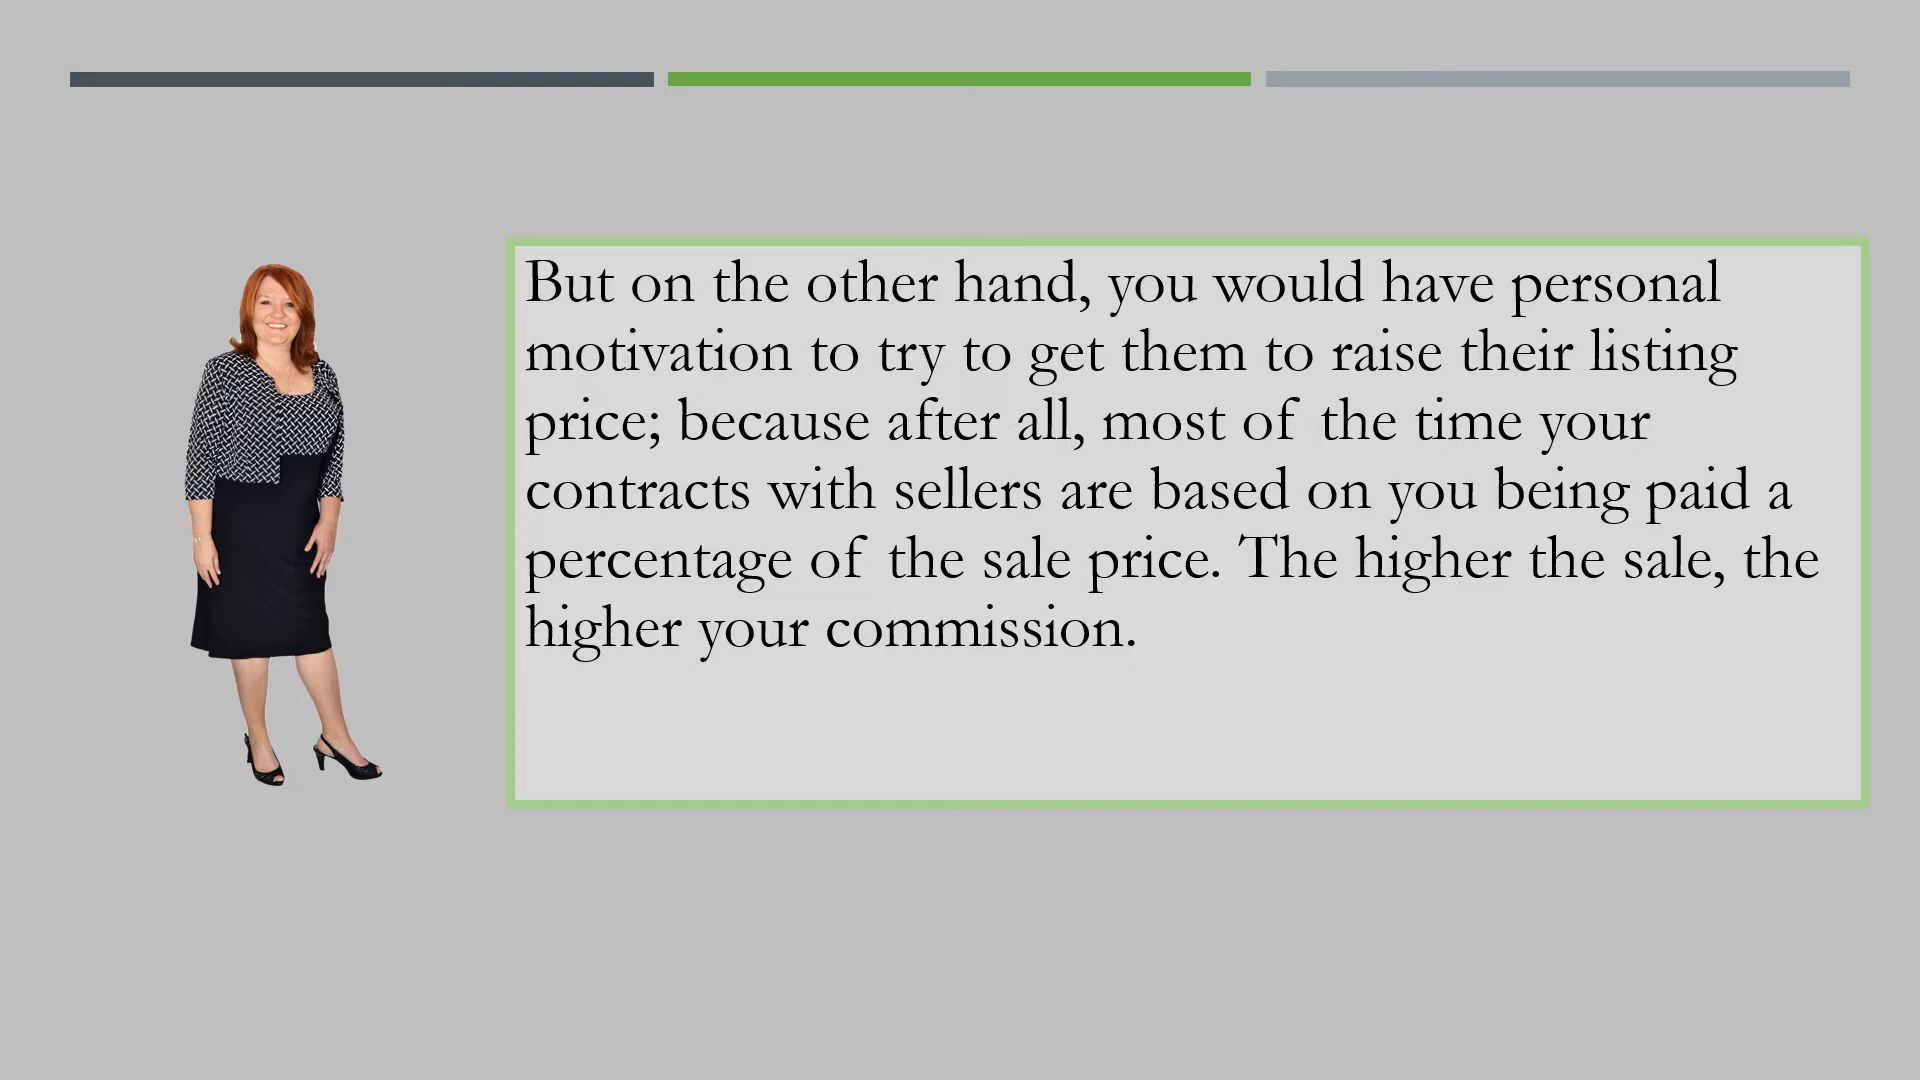 But on the other hand, you would have personal
motivation to try to get them to raise their listing
price; because after all, most of the time your
contracts with sellers are based on you being paid a
percentage of the sale price. The higher the sale, the
higher your commission.